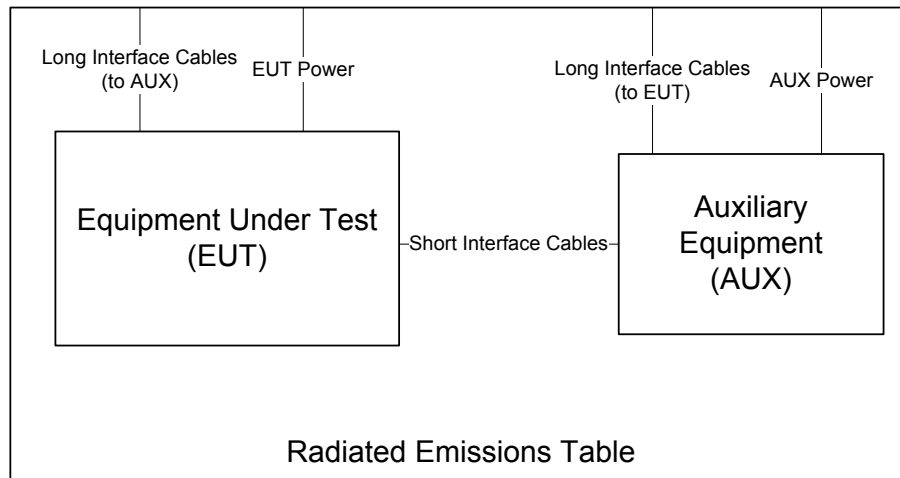 Long Interface Cables
(to AUX)
EUT Power
Long Interface Cables
(to EUT)
AUX Power
Equipment Under Test
(EUT)
Short Interface Cables
Auxiliary
Equipment
(AUX)
Radiated Emissions Table